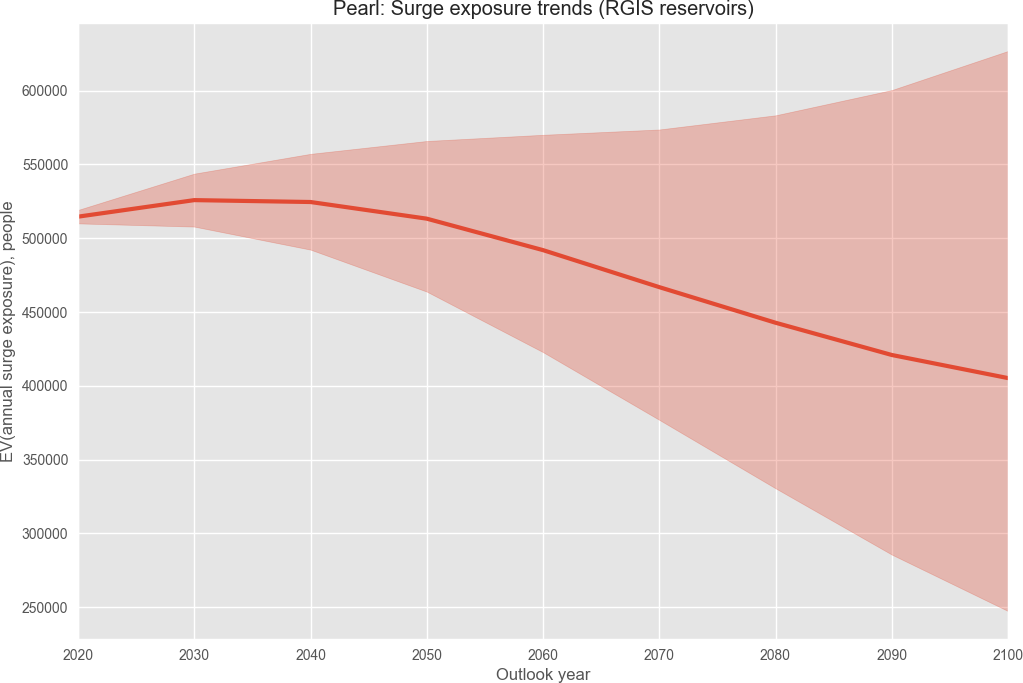 Pearl: Surge exposure trends (RGIS reservoirs)
EV(annual surge exposure), people
600000
550000
500000
450000
400000
350000
300000
250000
2020 2030 2040 2050 2060 2070 2080 2090 2100
Outlook year